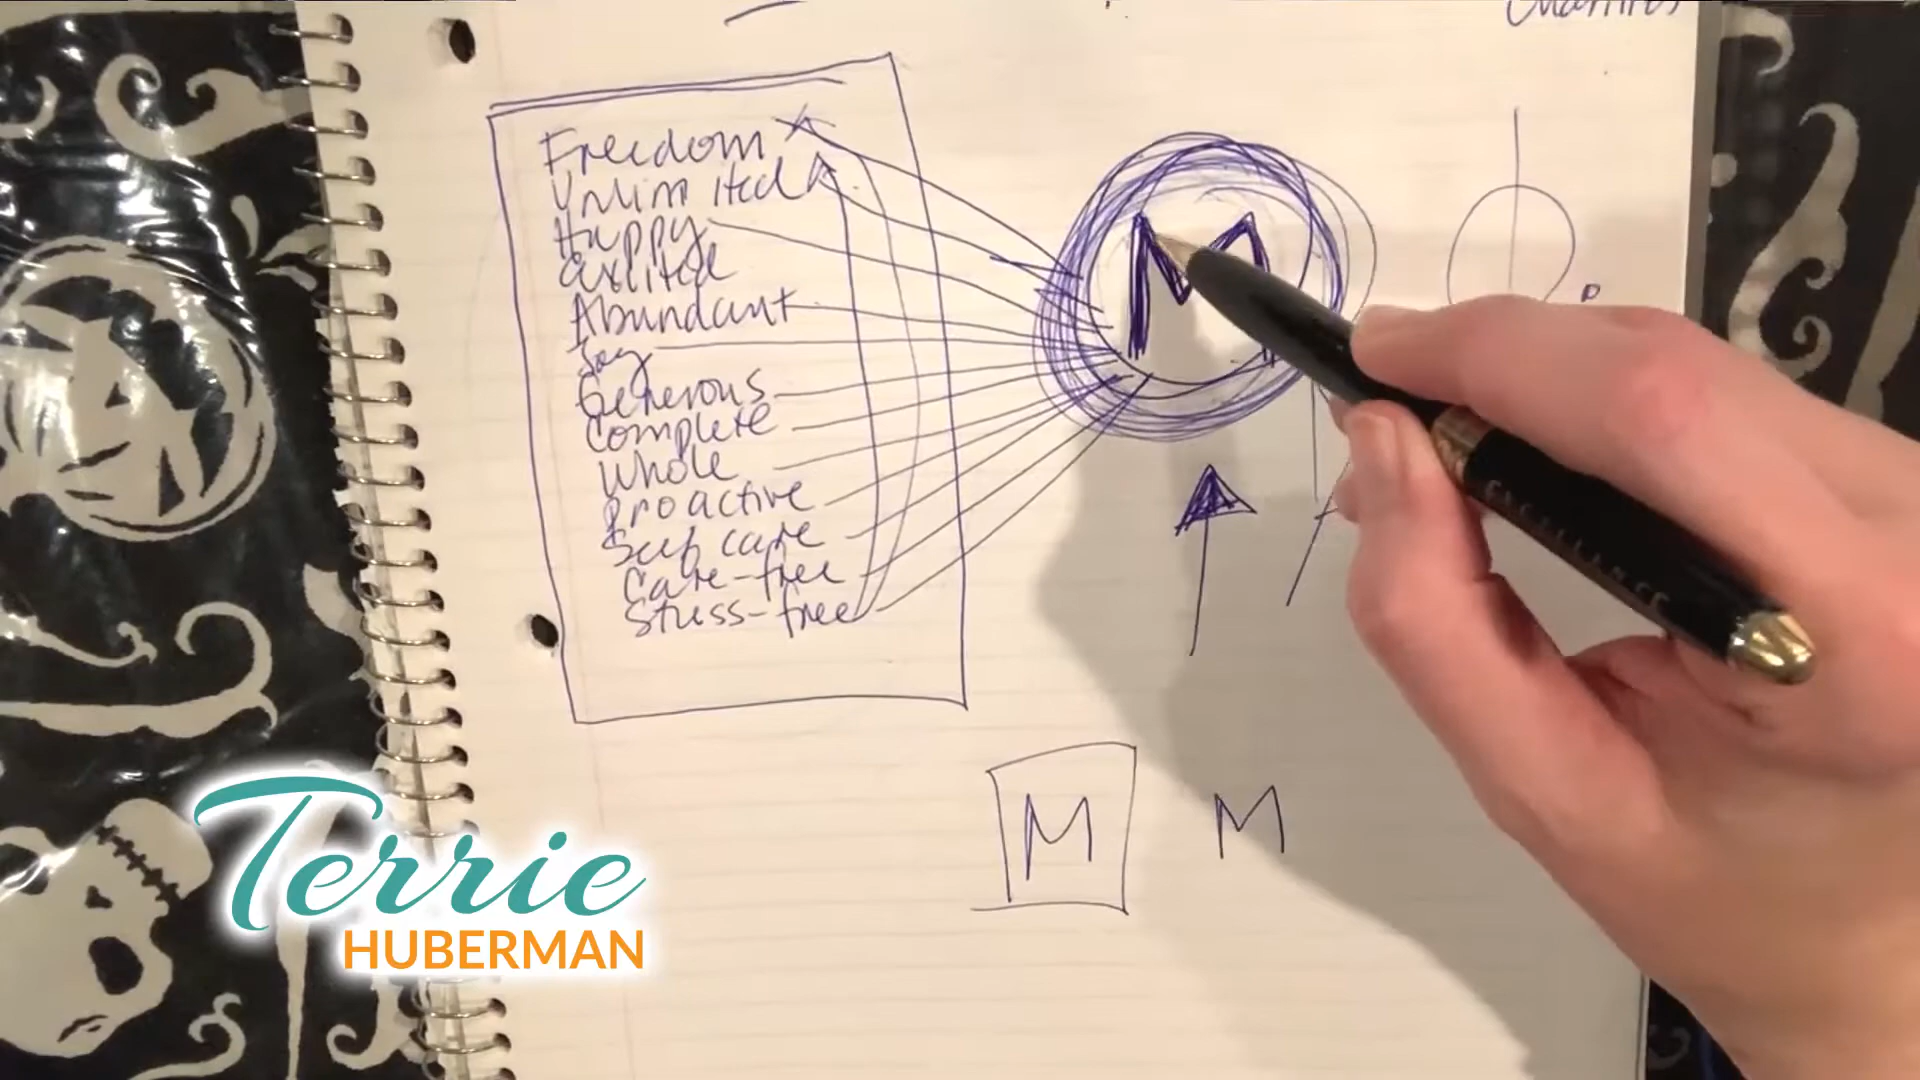 Freedom
Unlimited
Happy
Excited
Abundant
Joy
Generous
Complete
Whole
Proactive
Self care
Care-free
Stress-free
M
M
M
Terrie
HUBERMAN